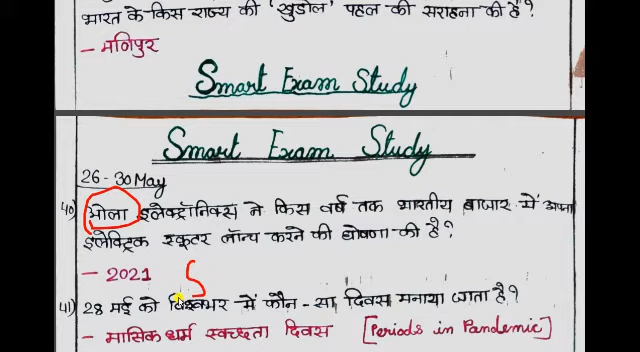 भारत के किस राज्य की 'खुडोल' पहल की सराहना की है?
- मणिपुर
Smart Exam Study
Smart Exam Study
26-30 May
40) ओला इलेक्ट्रॉनिक्स ने किस वर्ष तक भारतीय बाजार में अपना
इलेक्ट्रिक स्कूटर लॉन्च करने की घोषणा की है?
- 2021
41) 28 मई को विश्वभर में कौन-सा दिवस मनाया जाता है?
- मासिक धर्म स्वच्छता दिवस [Periods in Pandemic]